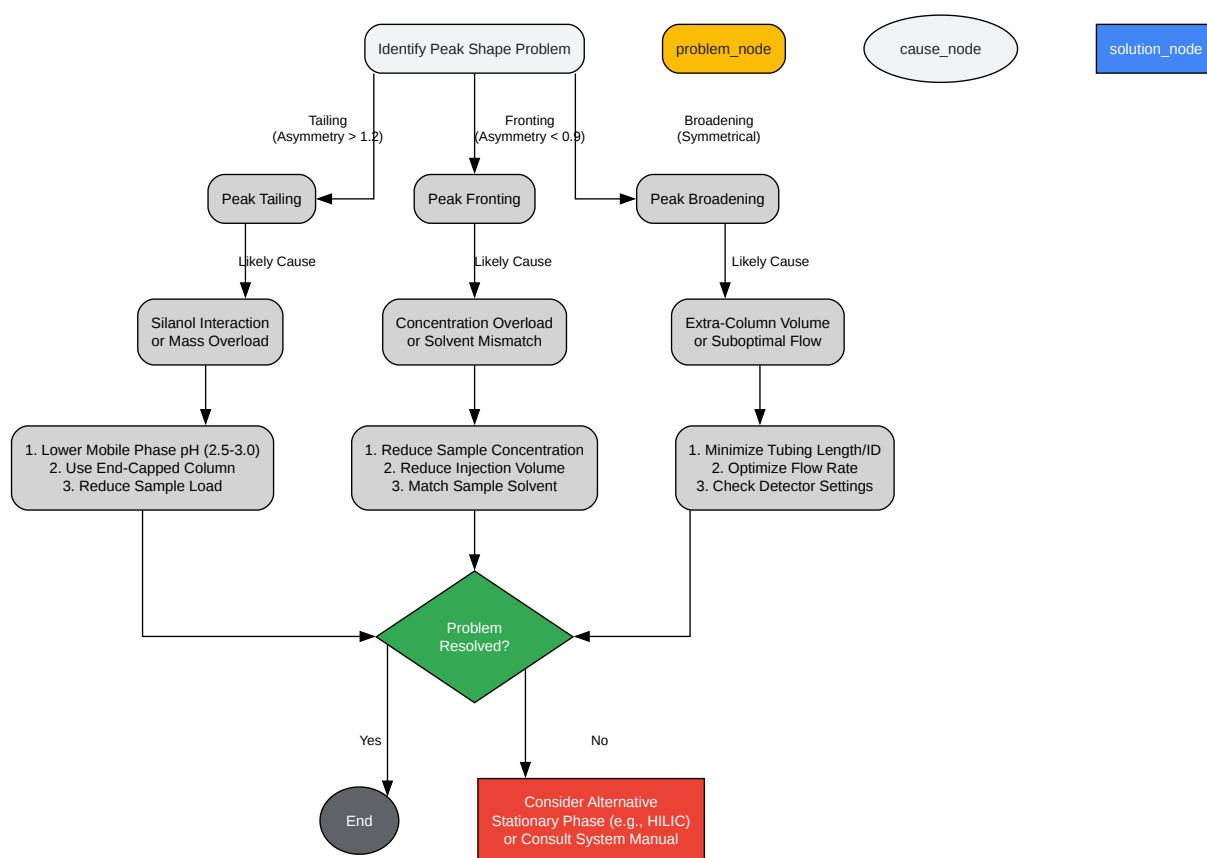 Identify Peak Shape Problem
problem_node
cause_node
solution_node
Tailing
(Asymmetry > 1.2)
Fronting
(Asymmetry < 0.9)
Broadening
(Symmetrical)
Peak Tailing
Peak Fronting
Peak Broadening
Likely Cause
Likely Cause
Likely Cause
Silanol Interaction
or Mass Overload
Concentration Overload
or Solvent Mismatch
Extra-Column Volume
or Suboptimal Flow
1. Lower Mobile Phase pH (2.5-3.0)
2. Use End-Capped Column
3. Reduce Sample Load
1. Reduce Sample Concentration
2. Reduce Injection Volume
3. Match Sample Solvent
1. Minimize Tubing Length/ID
2. Optimize Flow Rate
3. Check Detector Settings
Problem
Resolved?
Yes
No
End
Consider Alternative
Stationary Phase (e.g., HILIC)
or Consult System Manual